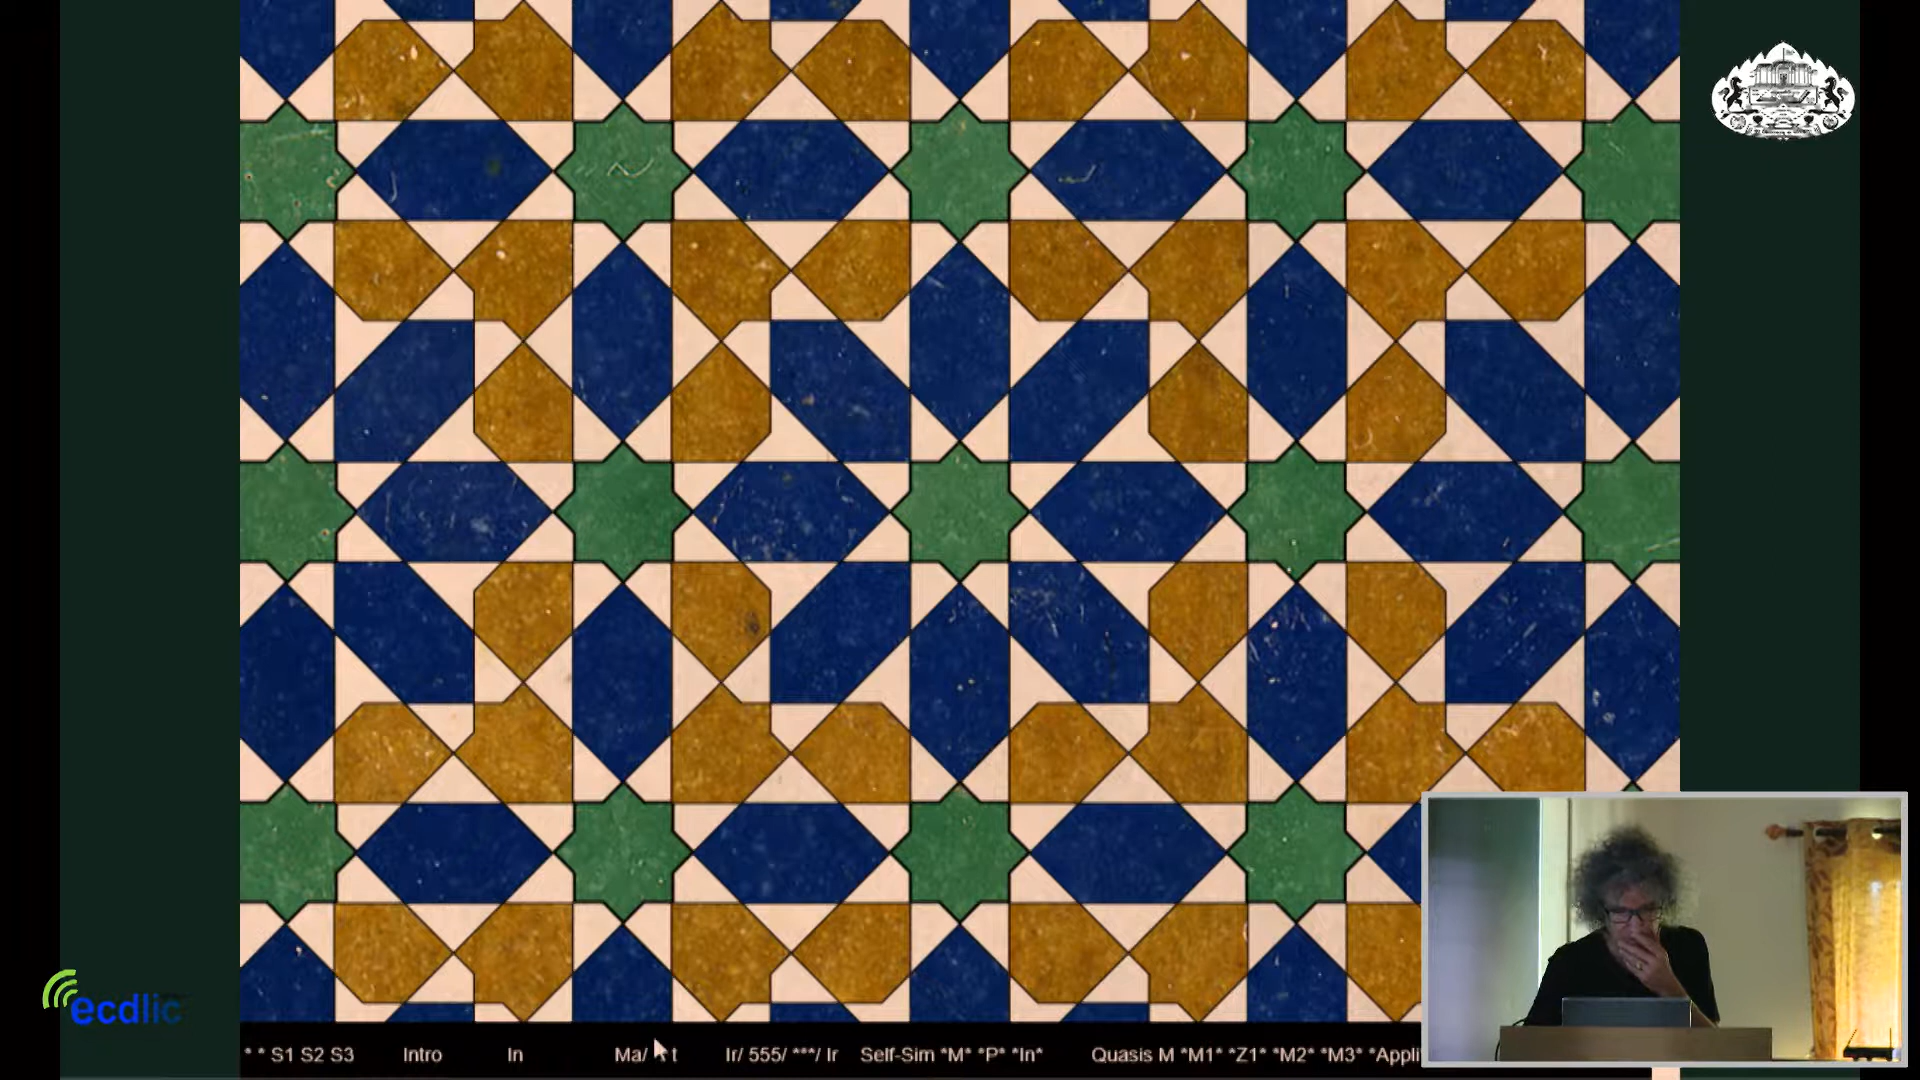 ecdlic
* * S1 S2 S3 Intro In Ma/ t Ir/ 555/ ***/ Ir Self-Sim *M* *P* *In* Quasis M *M1* *Z1* *M2* *M3* *Appli